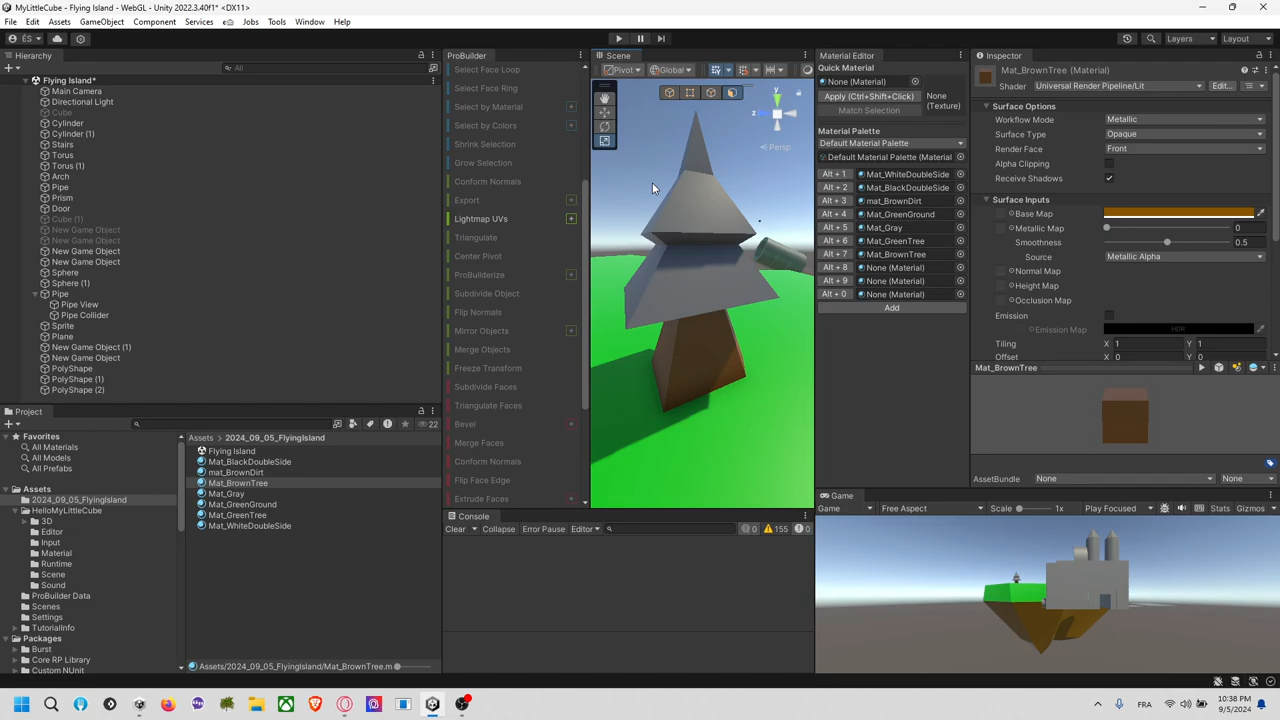 MyLittleCube - Flying Island - WebGL - Unity 2022.3.40f1* <DX11>
File Edit Assets GameObject Component Services Jobs Tools Window Help
ÉS Layers Layout
Hierarchy
All
Flying Island*
Main Camera
Directional Light
Cube
Cylinder
Cylinder (1)
Stairs
Torus
Torus (1)
Arch
Pipe
Prism
Door
Cube (1)
New Game Object
New Game Object
New Game Object
New Game Object
Sphere
Sphere (1)
Pipe
Pipe View
Pipe Collider
Sprite
Plane
New Game Object (1)
New Game Object
PolyShape
PolyShape (1)
PolyShape (2)
Project
22
Favorites
All Materials
All Models
All Prefabs
Assets
2024_09_05_FlyingIsland
HelloMyLittleCube
3D
Editor
Input
Material
Runtime
Scene
Sound
ProBuilder Data
Scenes
Settings
TutorialInfo
Packages
Burst
Core RP Library
Custom NUnit
Assets > 2024_09_05_FlyingIsland
Flying Island
Mat_BlackDoubleSide
mat_BrownDirt
Mat_BrownTree
Mat_Gray
Mat_GreenGround
Mat_GreenTree
Mat_WhiteDoubleSide
Assets/2024_09_05_FlyingIsland/Mat_BrownTree.m
ProBuilder
Select Face Loop
Select Face Ring
Select by Material
Select by Colors
Shrink Selection
Grow Selection
Conform Normals
Export
Lightmap UVs
Triangulate
Center Pivot
ProBuilderize
Subdivide Object
Flip Normals
Mirror Objects
Merge Objects
Freeze Transform
Subdivide Faces
Triangulate Faces
Bevel
Merge Faces
Conform Normals
Flip Face Edge
Extrude Faces
Scene
Pivot Global
y
z
Persp
Console
Clear Collapse Error Pause Editor 0 155 0
Material Editor
Quick Material
None (Material)
Apply (Ctrl+Shift+Click) None (Texture)
Match Selection
Material Palette
Default Material Palette
Default Material Palette (Material
Alt + 1 Mat_WhiteDoubleSide
Alt + 2 Mat_BlackDoubleSide
Alt + 3 mat_BrownDirt
Alt + 4 Mat_GreenGround
Alt + 5 Mat_Gray
Alt + 6 Mat_GreenTree
Alt + 7 Mat_BrownTree
Alt + 8 None (Material)
Alt + 9 None (Material)
Alt + 0 None (Material)
Add
Game
Game Free Aspect Scale 1x Play Focused Stats Gizmos
Inspector
Mat_BrownTree (Material)
Shader Universal Render Pipeline/Lit Edit...
Surface Options
Workflow Mode Metallic
Surface Type Opaque
Render Face Front
Alpha Clipping
Receive Shadows
Surface Inputs
Base Map
Metallic Map 0
Smoothness 0.5
Source Metallic Alpha
Normal Map
Height Map
Occlusion Map
Emission
Emission Map HDR
Tiling X 1 Y 1
Offset X 0 Y 0
Mat_BrownTree
AssetBundle None None
FRA
10:38 PM
9/5/2024